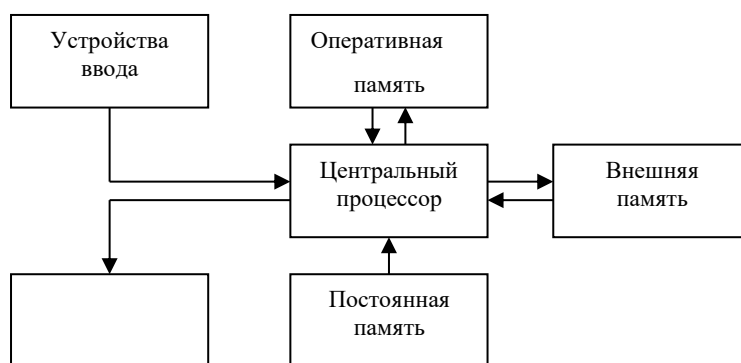 Устройства
ввода
Оперативная
память
Центральный
процессор
Внешняя
память
Постоянная
память